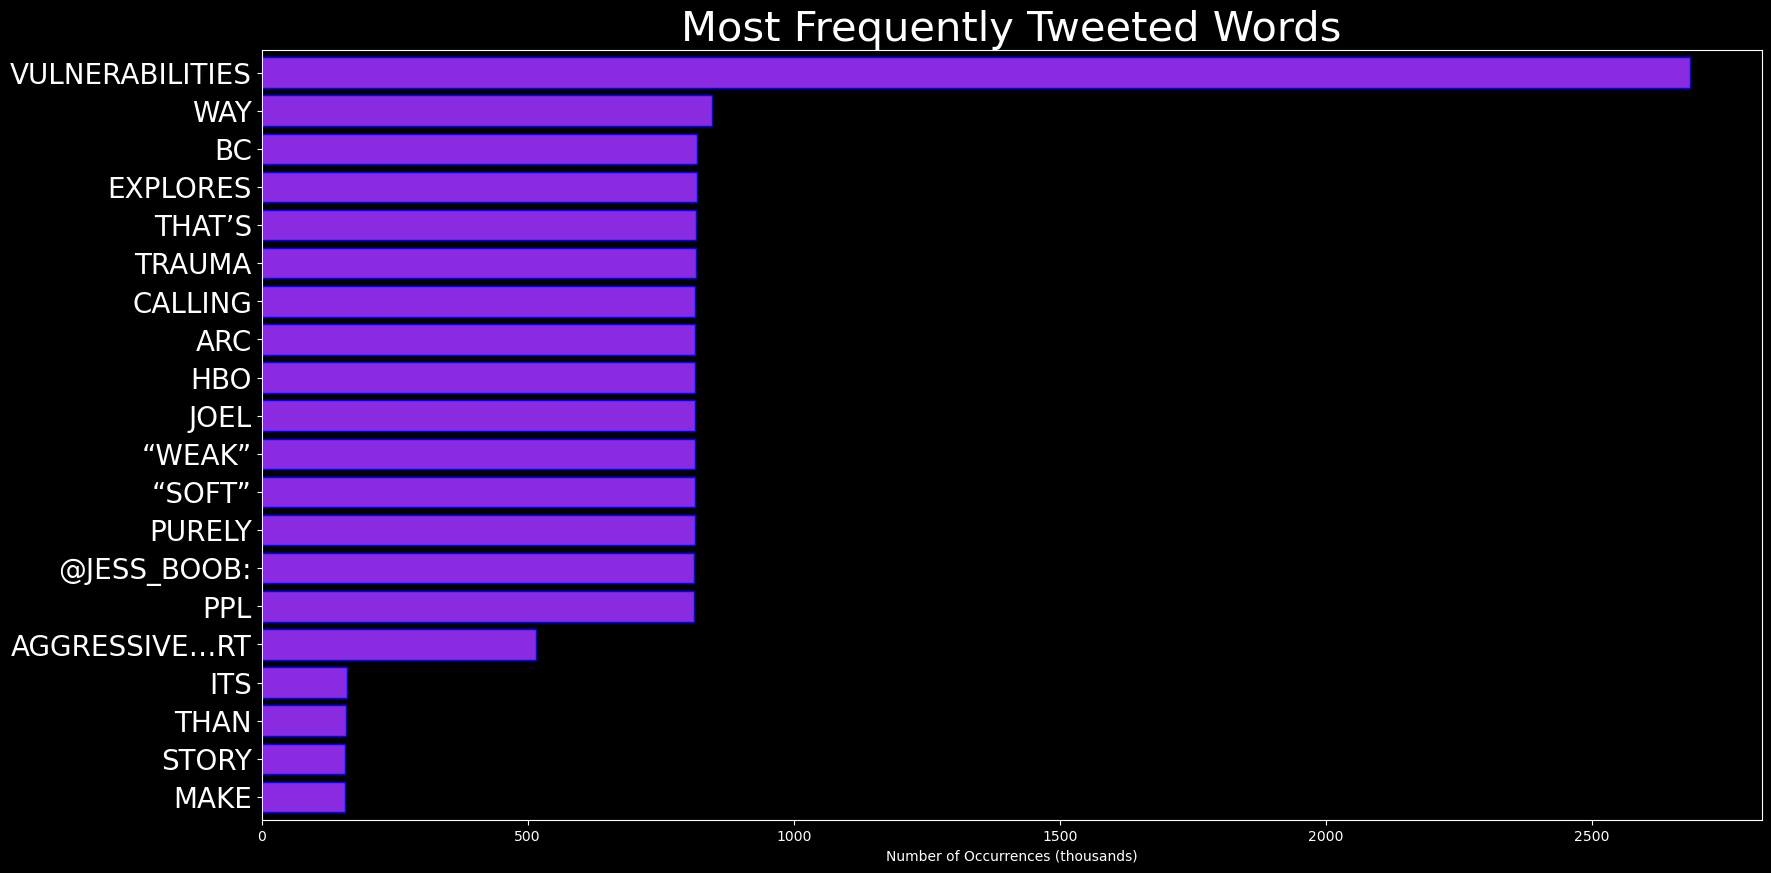 Most Frequently Tweeted Words
VULNERABILITIES
WAY
BC
EXPLORES
THAT’S
TRAUMA
CALLING
ARC
HBO
JOEL
“WEAK”
“SOFT”
PURELY
@JESS_BOOB:
PPL
AGGRESSIVE…RT
ITS
THAN
STORY
MAKE
0 500 1000 1500 2000 2500
Number of Occurrences (thousands)